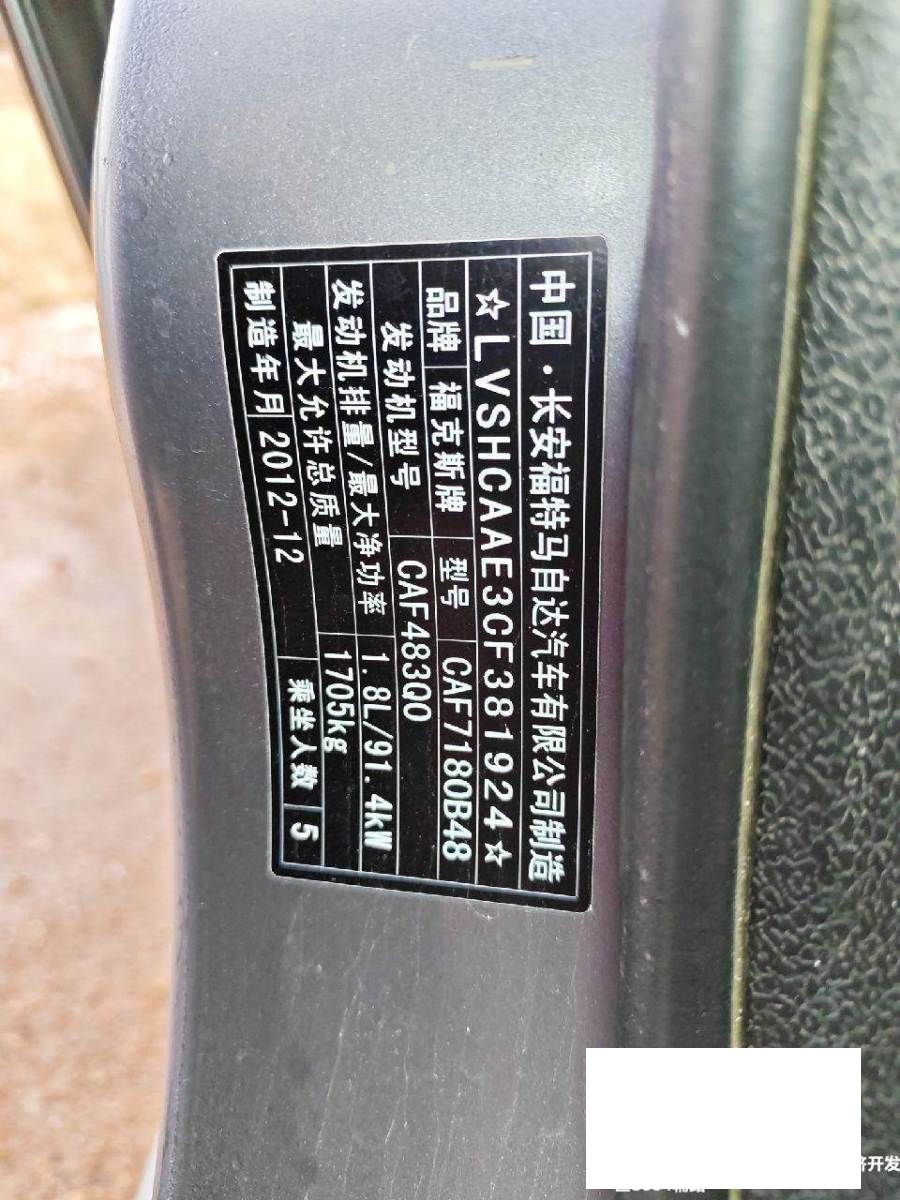 中国·长安福特马自达汽车有限公司制造
☆LVSHCAAE3CF381924☆
品牌 福克斯牌 型号 CAF7180B48
发动机型号 CAF483Q0
发动机排量/最大净功率 1.8L/91.4kW
最大允许总质量 1705kg
制造年月 2012-12 乘坐人数 5
开发